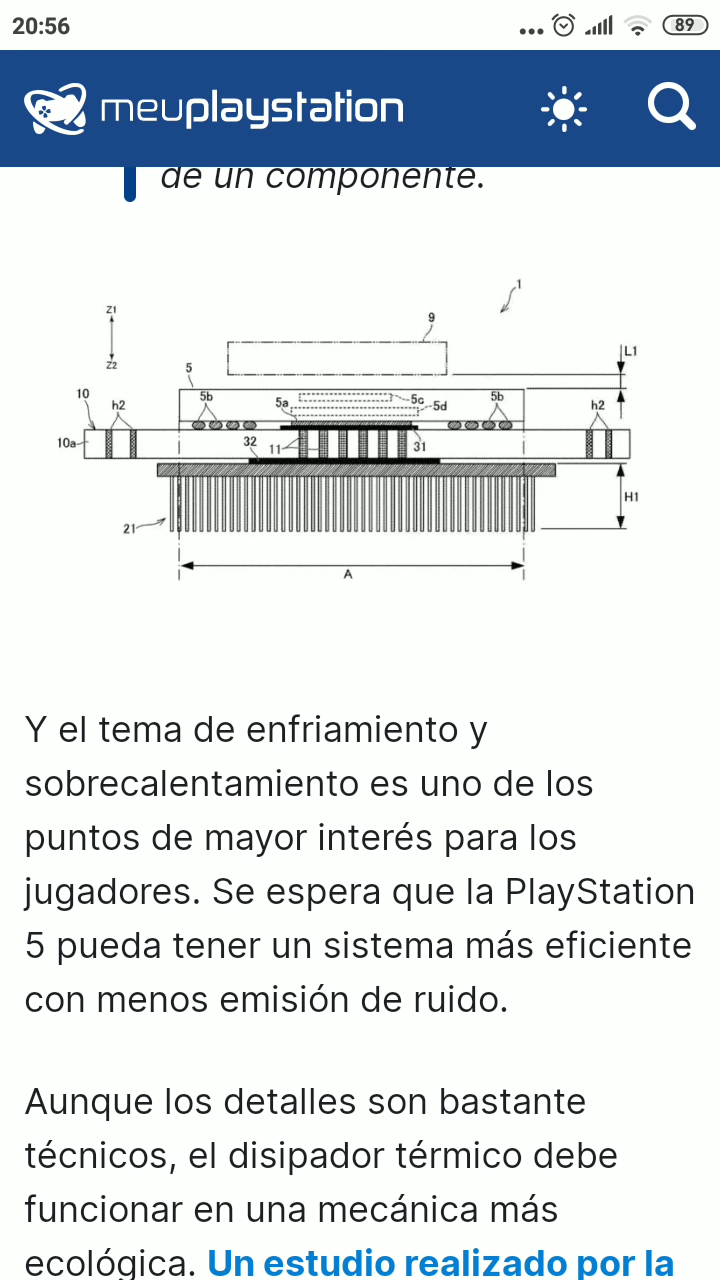 20:56
89
meuplaystation
de un componente.
1
Z1
9
Z2
L1
5
10
h2
5b
5a
5c
5d
5b
h2
10a
32
11
31
H1
21
A
Y el tema de enfriamiento y
sobrecalentamiento es uno de los
puntos de mayor interés para los
jugadores. Se espera que la PlayStation
5 pueda tener un sistema más eficiente
con menos emisión de ruido.
Aunque los detalles son bastante
técnicos, el disipador térmico debe
funcionar en una mecánica más
ecológica. Un estudio realizado por la